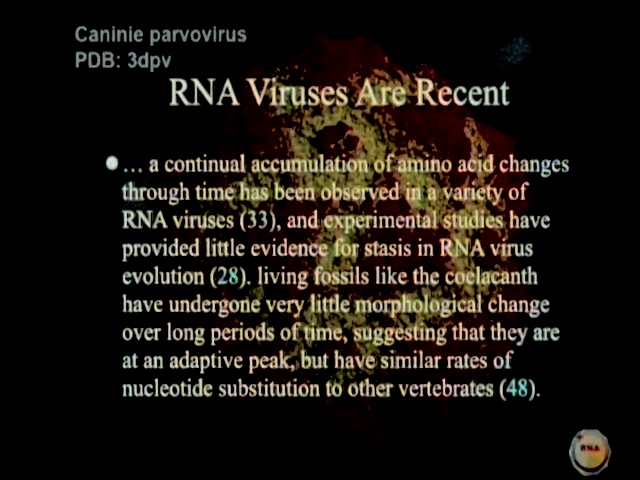 Caninie parvovirus
PDB: 3dpv
RNA Viruses Are Recent
… a continual accumulation of amino acid changes
through time has been observed in a variety of
RNA viruses (33), and experimental studies have
provided little evidence for stasis in RNA virus
evolution (28). living fossils like the coelacanth
have undergone very little morphological change
over long periods of time, suggesting that they are
at an adaptive peak, but have similar rates of
nucleotide substitution to other vertebrates (48).
RNA